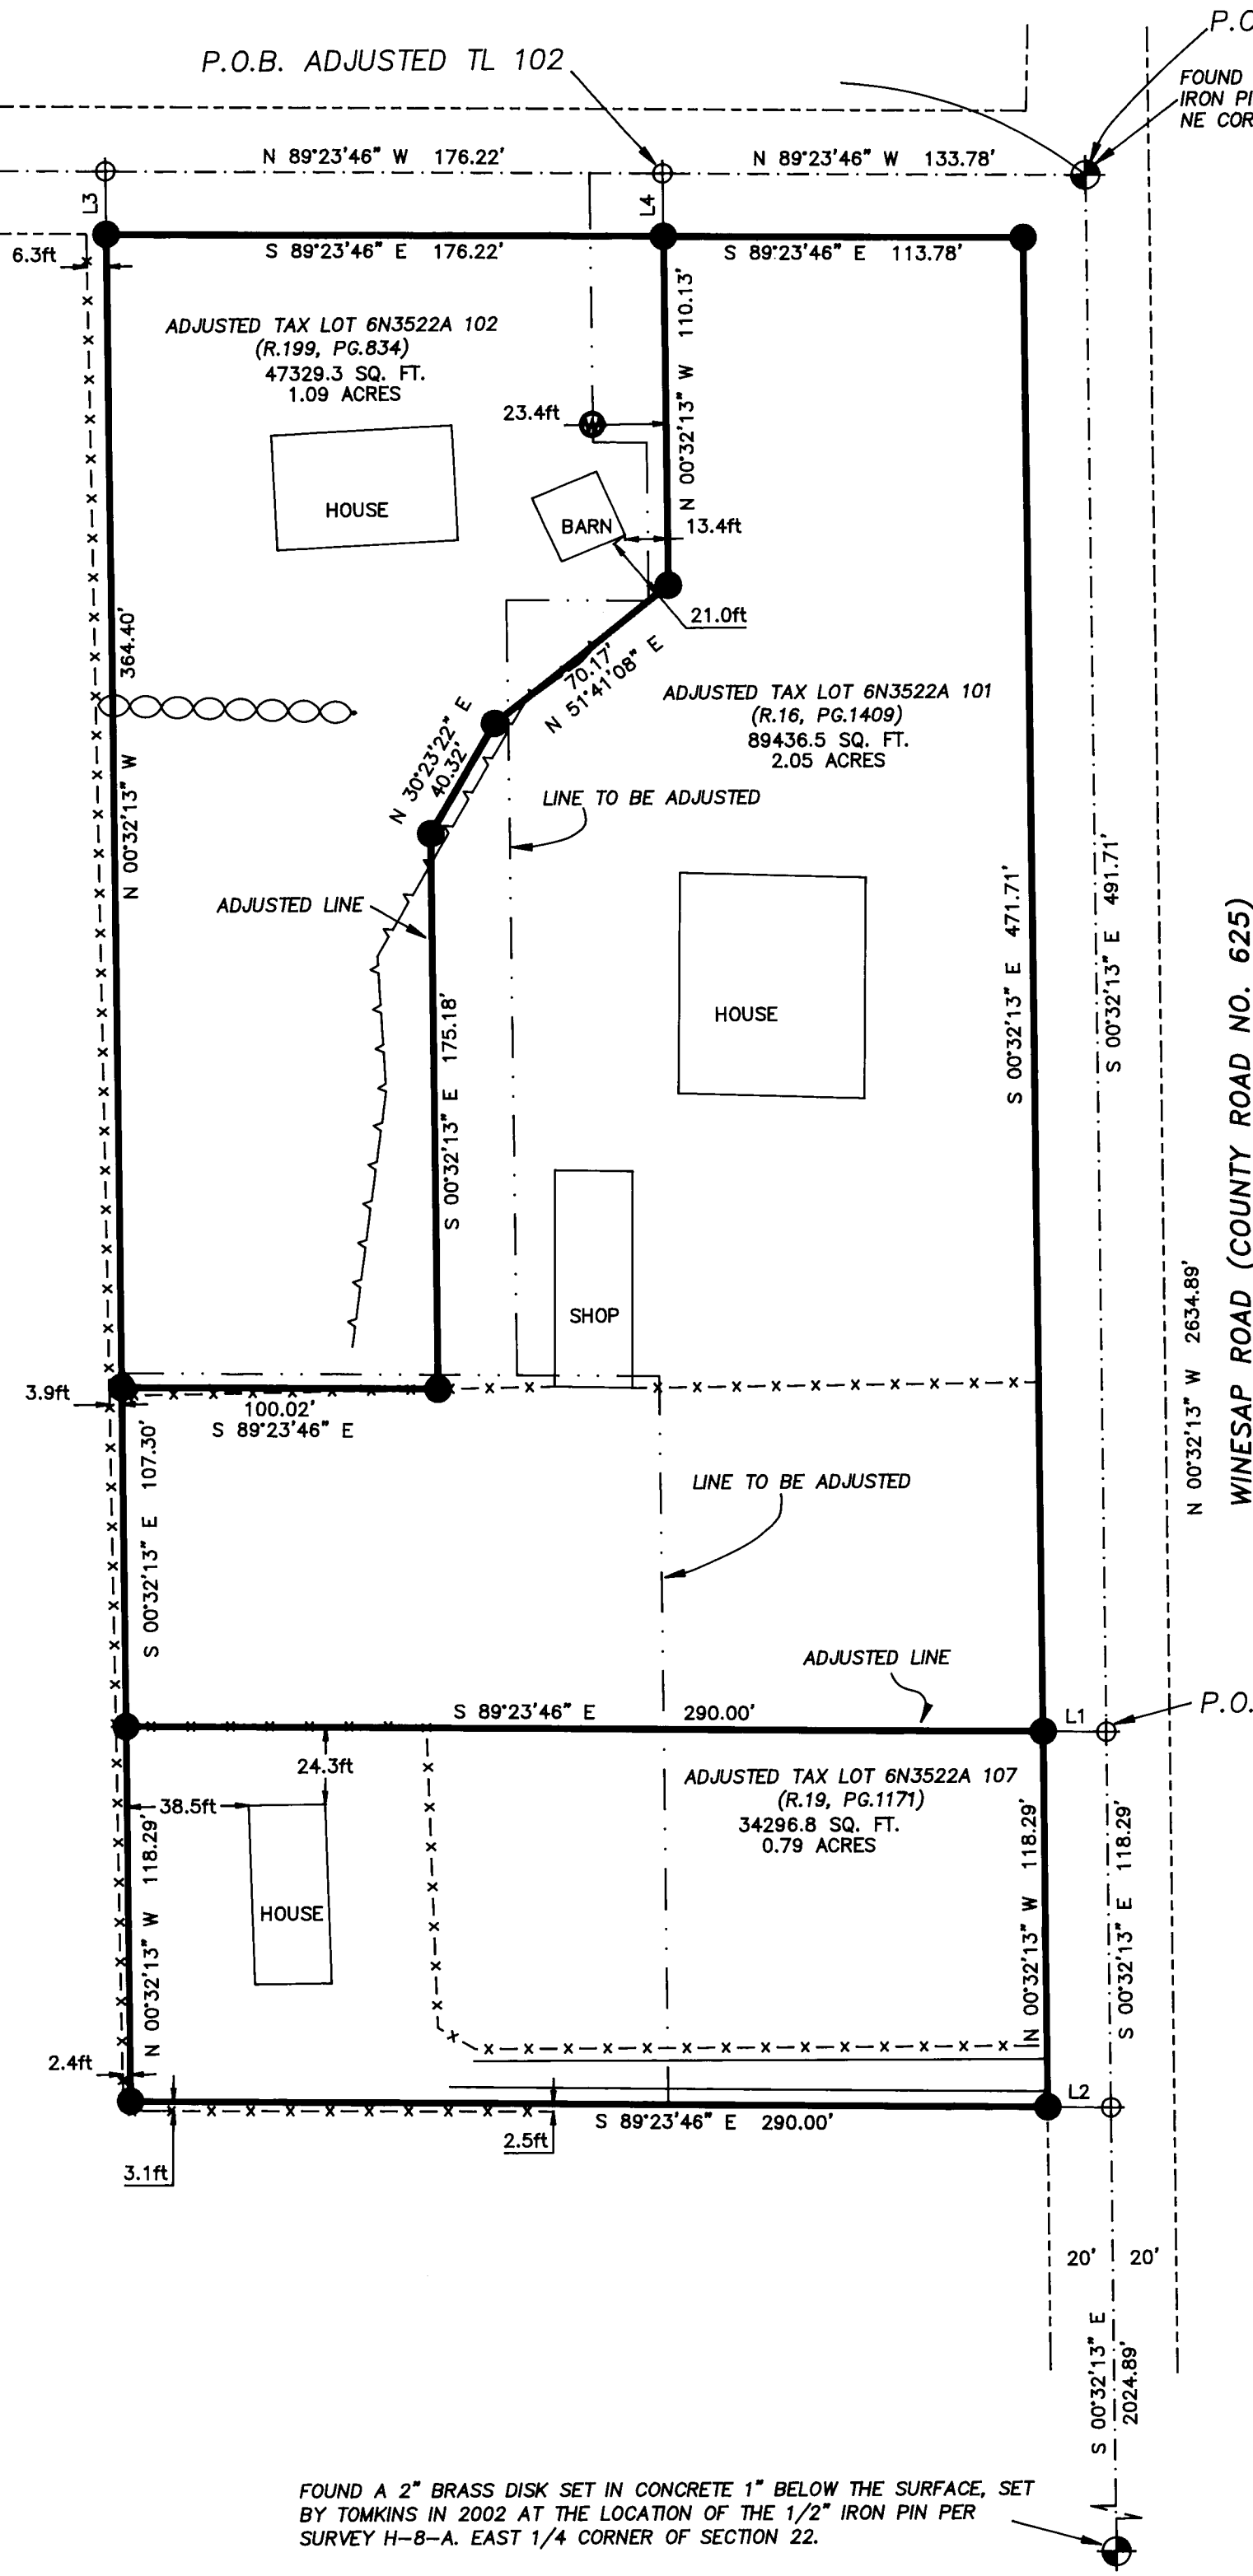 P.O.B. ADJUSTED TL 102
P.O
FOUND
IRON PI
NE COR
N 89°23'46" W 176.22'
N 89°23'46" W 133.78'
L3
L4
6.3ft
S 89°23'46" E 176.22'
S 89°23'46" E 113.78'
ADJUSTED TAX LOT 6N3522A 102
(R.199, PG.834)
47329.3 SQ. FT.
1.09 ACRES
N 00°32'13" W 110.13'
23.4ft
W
HOUSE
BARN
13.4ft
21.0ft
N 00°32'13" W 364.40'
70.17'
N 51°41'08" E
ADJUSTED TAX LOT 6N3522A 101
(R.16, PG.1409)
89436.5 SQ. FT.
2.05 ACRES
N 30°23'22" E
40.32'
LINE TO BE ADJUSTED
ADJUSTED LINE
S 00°32'13" E 471.71'
S 00°32'13" E 491.71'
WINESAP ROAD (COUNTY ROAD NO. 625)
HOUSE
S 00°32'13" E 175.18'
SHOP
N 00°32'13" W 2634.89'
3.9ft
100.02'
S 89°23'46" E
S 00°32'13" E 107.30'
LINE TO BE ADJUSTED
ADJUSTED LINE
S 89°23'46" E 290.00'
L1
P.O.
24.3ft
ADJUSTED TAX LOT 6N3522A 107
(R.19, PG.1171)
34296.8 SQ. FT.
0.79 ACRES
38.5ft
N 00°32'13" W 118.29'
HOUSE
N 00°32'13" W 118.29'
S 00°32'13" E 118.29'
2.4ft
L2
S 89°23'46" E 290.00'
2.5ft
3.1ft
20' 20'
S 00°32'13" E
2024.89'
FOUND A 2" BRASS DISK SET IN CONCRETE 1" BELOW THE SURFACE, SET
BY TOMKINS IN 2002 AT THE LOCATION OF THE 1/2" IRON PIN PER
SURVEY H-8-A. EAST 1/4 CORNER OF SECTION 22.